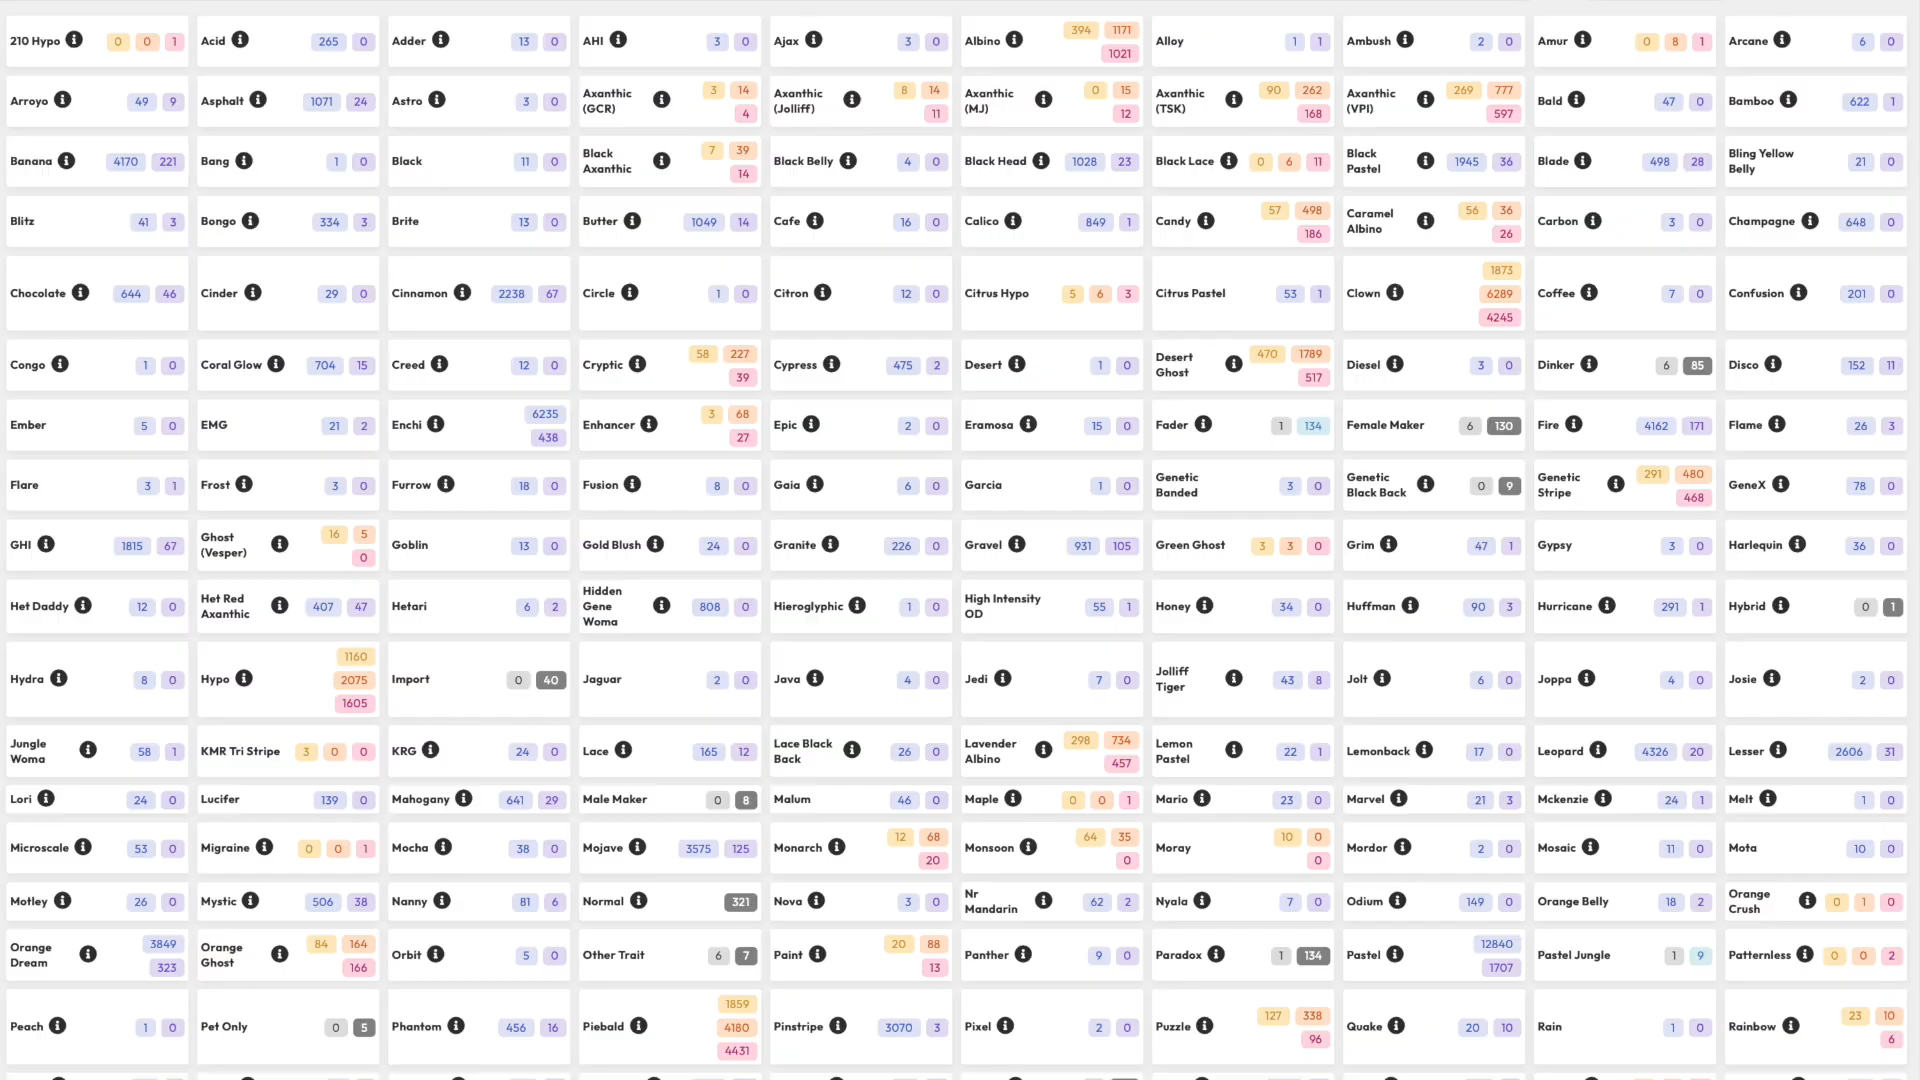 210 Hypo 0 0 1
Acid 265 0
Adder 13 0
AHI 3 0
Ajax 3 0
Albino 394 1171
1021
Alloy 1 1
Ambush 2 0
Amur 0 8 1
Arcane 6 0
Arroyo 49 9
Asphalt 1071 24
Astro 3 0
Axanthic
(GCR) 3 14
4
Axanthic
(Jolliff) 8 14
11
Axanthic
(MJ) 0 15
12
Axanthic
(TSK) 90 262
168
Axanthic
(VPI) 269 777
597
Bald 47 0
Bamboo 622 1
Banana 4170 221
Bang 1 0
Black 11 0
Black
Axanthic 7 39
14
Black Belly 4 0
Black Head 1028 23
Black Lace 0 6 11
Black
Pastel 1945 36
Blade 498 28
Bling Yellow
Belly 21 0
Blitz 41 3
Bongo 334 3
Brite 13 0
Butter 1049 14
Cafe 16 0
Calico 849 1
Candy 57 498
186
Caramel
Albino 56 36
26
Carbon 3 0
Champagne 648 0
Chocolate 644 46
Cinder 29 0
Cinnamon 2238 67
Circle 1 0
Citron 12 0
Citrus Hypo 5 6 3
Citrus Pastel 53 1
Clown 1873
6289
4245
Coffee 7 0
Confusion 201 0
Congo 1 0
Coral Glow 704 15
Creed 12 0
Cryptic 58 227
39
Cypress 475 2
Desert 1 0
Desert
Ghost 470 1789
517
Diesel 3 0
Dinker 6 85
Disco 152 11
Ember 5 0
EMG 21 2
Enchi 6235
438
Enhancer 3 68
27
Epic 2 0
Eramosa 15 0
Fader 1 134
Female Maker 6 130
Fire 4162 171
Flame 26 3
Flare 3 1
Frost 3 0
Furrow 18 0
Fusion 8 0
Gaia 6 0
Garcia 1 0
Genetic
Banded 3 0
Genetic
Black Back 0 9
Genetic
Stripe 291 480
468
GeneX 78 0
GHI 1815 67
Ghost
(Vesper) 16 5
0
Goblin 13 0
Gold Blush 24 0
Granite 226 0
Gravel 931 105
Green Ghost 3 3 0
Grim 47 1
Gypsy 3 0
Harlequin 36 0
Het Daddy 12 0
Het Red
Axanthic 407 47
Hetari 6 2
Hidden
Gene
Woma 808 0
Hieroglyphic 1 0
High Intensity
OD 55 1
Honey 34 0
Huffman 90 3
Hurricane 291 1
Hybrid 0 1
Hydra 8 0
Hypo 1160
2075
1605
Import 0 40
Jaguar 2 0
Java 4 0
Jedi 7 0
Jolliff
Tiger 43 8
Jolt 6 0
Joppa 4 0
Josie 2 0
Jungle
Woma 58 1
KMR Tri Stripe 3 0 0
KRG 24 0
Lace 165 12
Lace Black
Back 26 0
Lavender
Albino 298 734
457
Lemon
Pastel 22 1
Lemonback 17 0
Leopard 4326 20
Lesser 2606 31
Lori 24 0
Lucifer 139 0
Mahogany 641 29
Male Maker 0 8
Malum 46 0
Maple 0 0 1
Mario 23 0
Marvel 21 3
Mckenzie 24 1
Melt 1 0
Microscale 53 0
Migraine 0 0 1
Mocha 38 0
Mojave 3575 125
Monarch 12 68
20
Monsoon 64 35
0
Moray 10 0
0
Mordor 2 0
Mosaic 11 0
Mota 10 0
Motley 26 0
Mystic 506 38
Nanny 81 6
Normal 321
Nova 3 0
Nr
Mandarin 62 2
Nyala 7 0
Odium 149 0
Orange Belly 18 2
Orange
Crush 0 1 0
Orange
Dream 3849
323
Orange
Ghost 84 164
166
Orbit 5 0
Other Trait 6 7
Paint 20 88
13
Panther 9 0
Paradox 1 134
Pastel 12840
1707
Pastel Jungle 1 9
Patternless 0 0 2
Peach 1 0
Pet Only 0 5
Phantom 456 16
Piebald 1859
4180
4431
Pinstripe 3070 3
Pixel 2 0
Puzzle 127 338
96
Quake 20 10
Rain 1 0
Rainbow 23 10
6